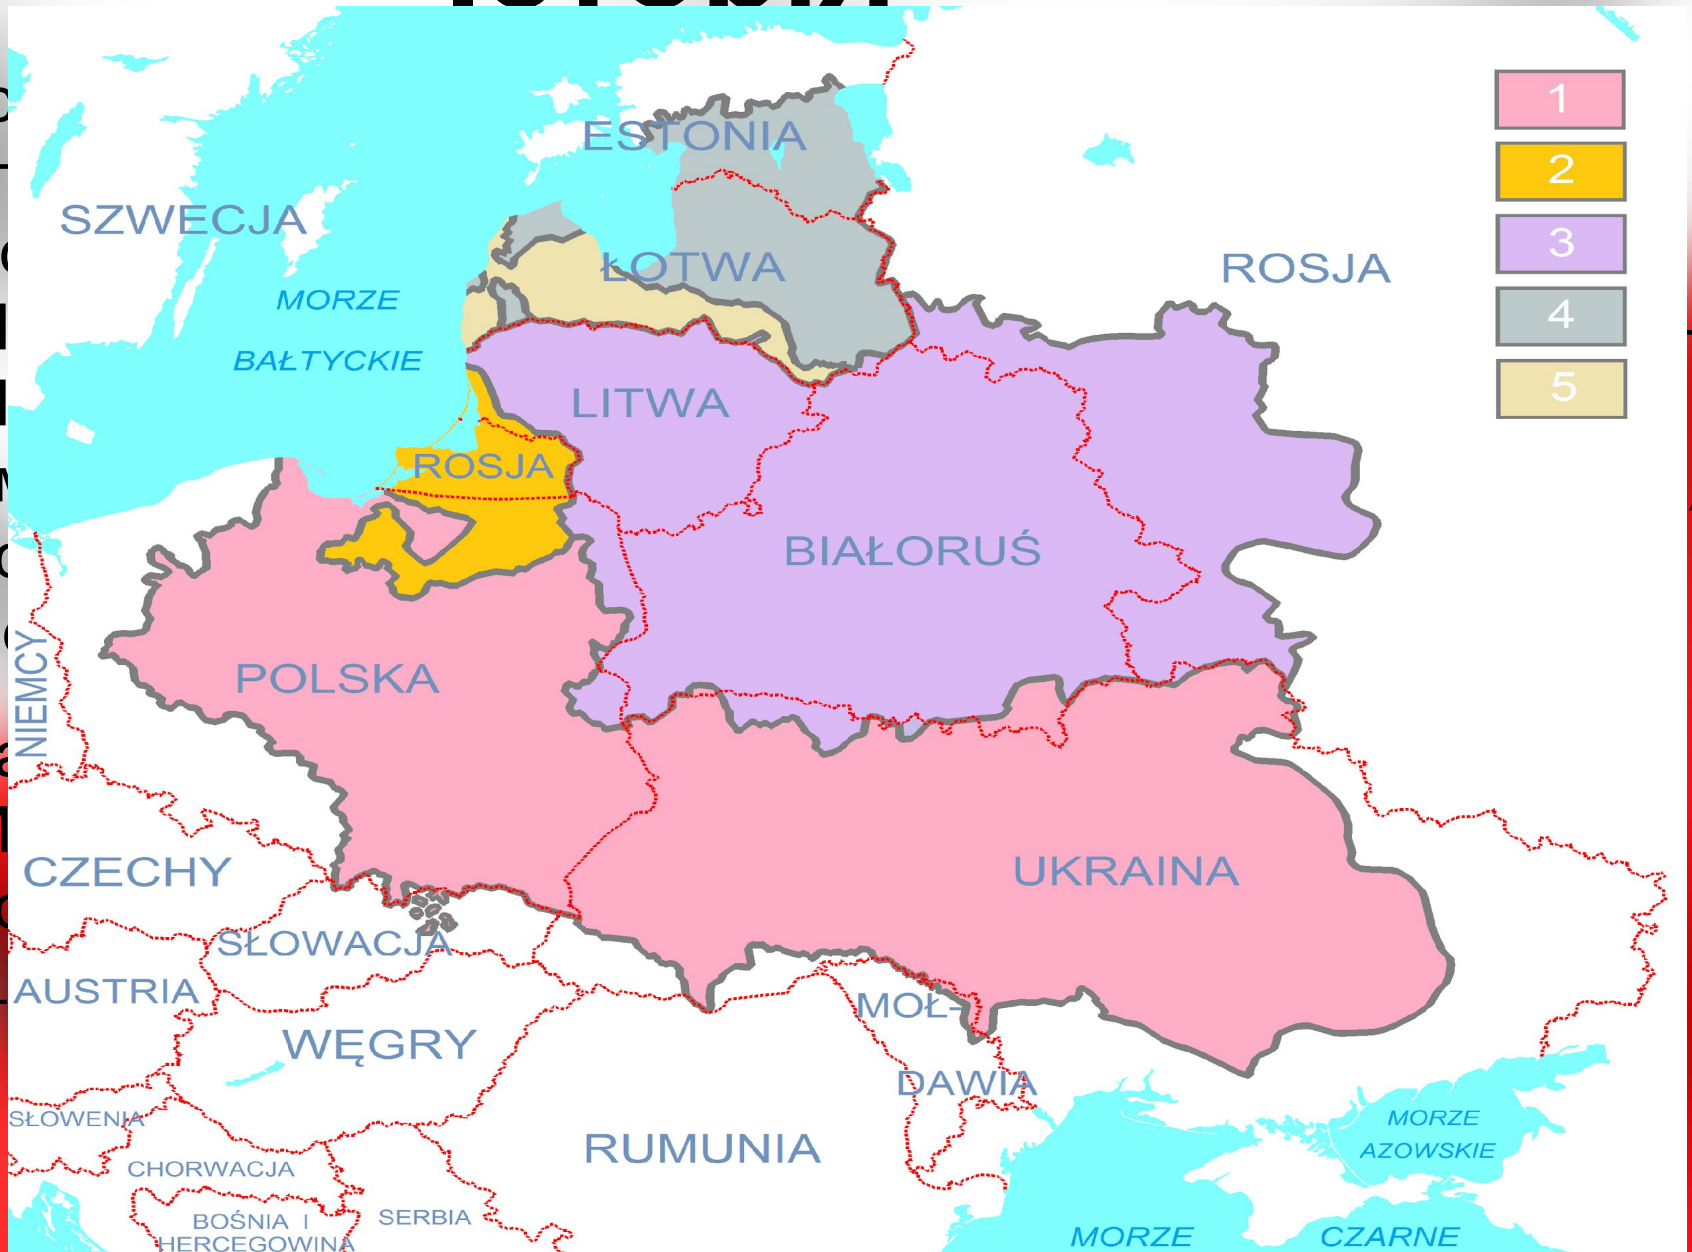 ESTONIA
SZWECJA
ŁOTWA
ROSJA
MORZE
BAŁTYCKIE
LITWA
ROSJA
BIAŁORUŚ
POLSKA
NIEMCY
UKRAINA
CZECHY
SŁOWACJA
AUSTRIA
MOŁ-
DAWIA
WĘGRY
SŁOWENIA
RUMUNIA
CHORWACJA
BOŚNIA I
HERCEGOWINA
SERBIA
MORZE
AZOWSKIE
MORZE CZARNE
1
2
3
4
5